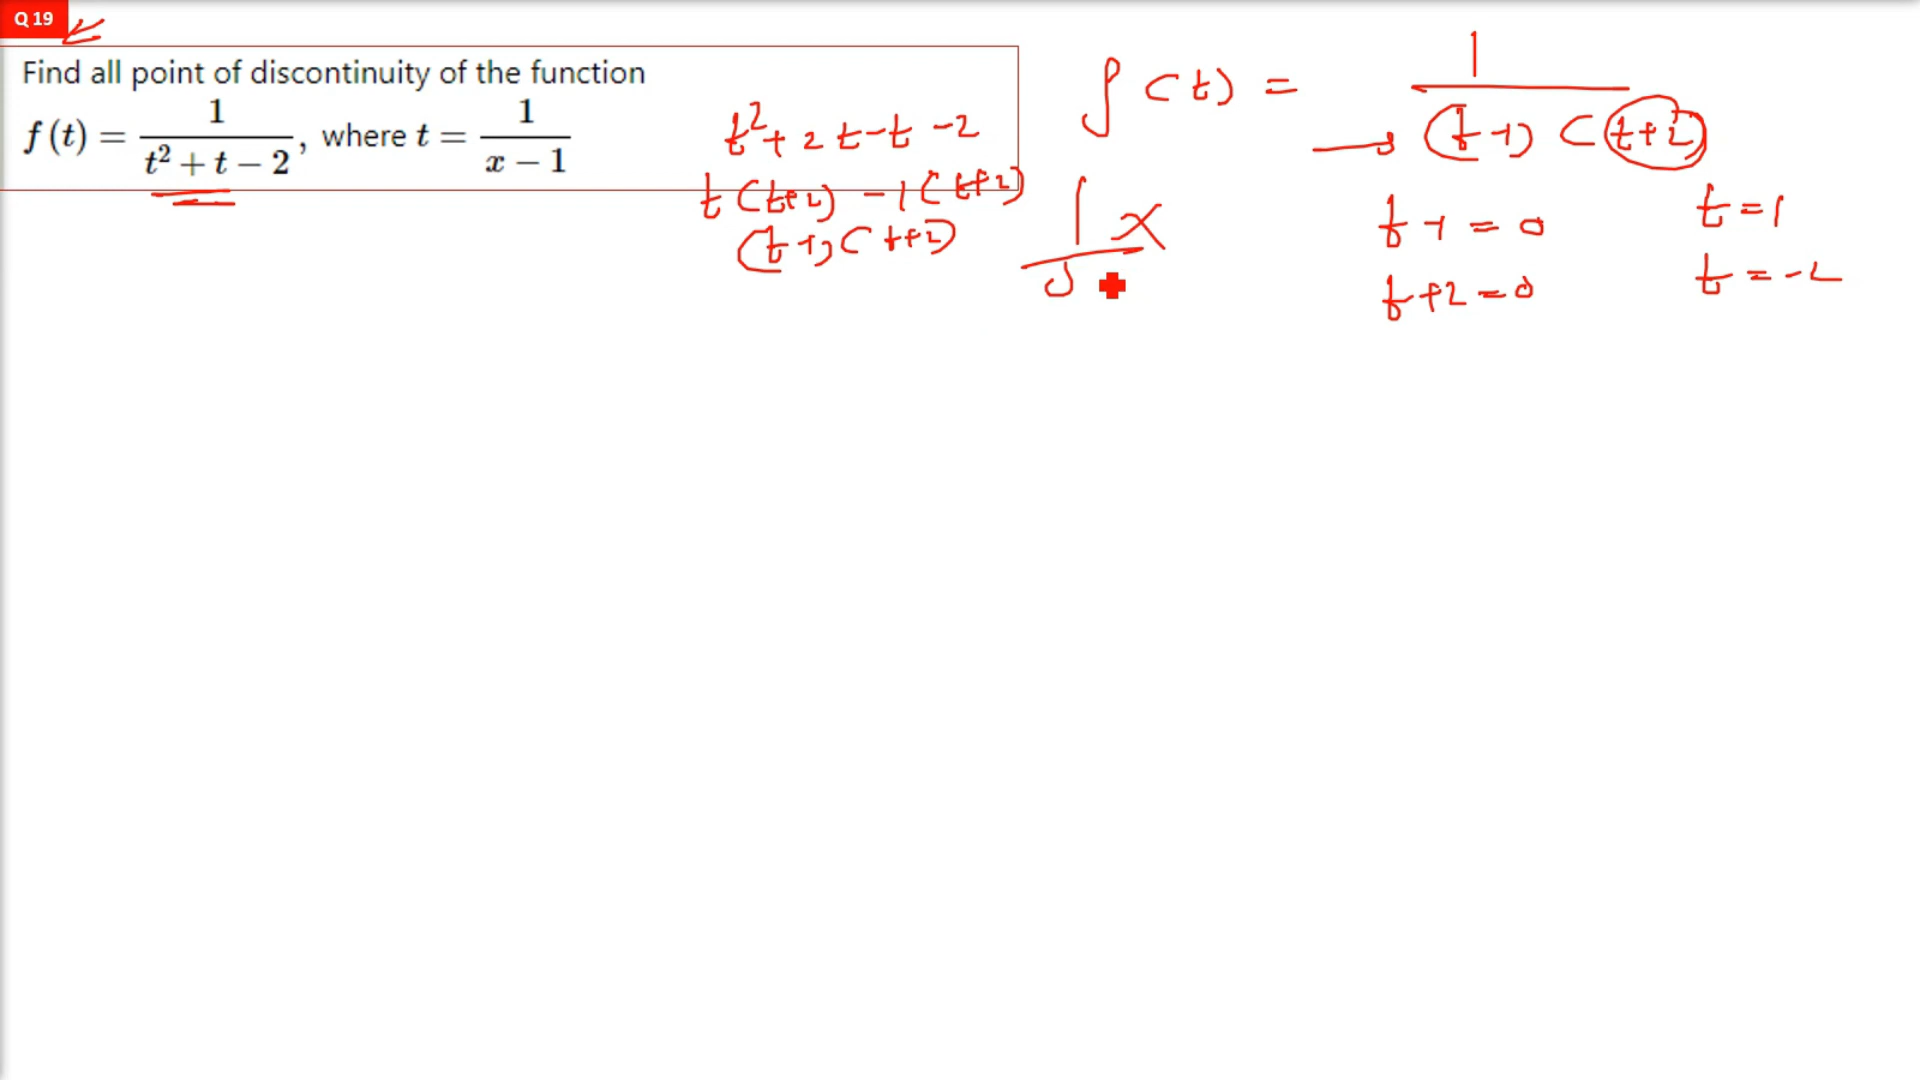 Q 19
Find all point of discontinuity of the function
f (t) = 1 / (t² + t − 2), where t = 1 / (x − 1)
t² + 2t - t - 2
t(t+2) - 1(t+2)
(t-1)(t+2)
1
f(t) = 1 / (t-1)(t+2)
t-1 = 0 t = 1
t+2 = 0 t = -2